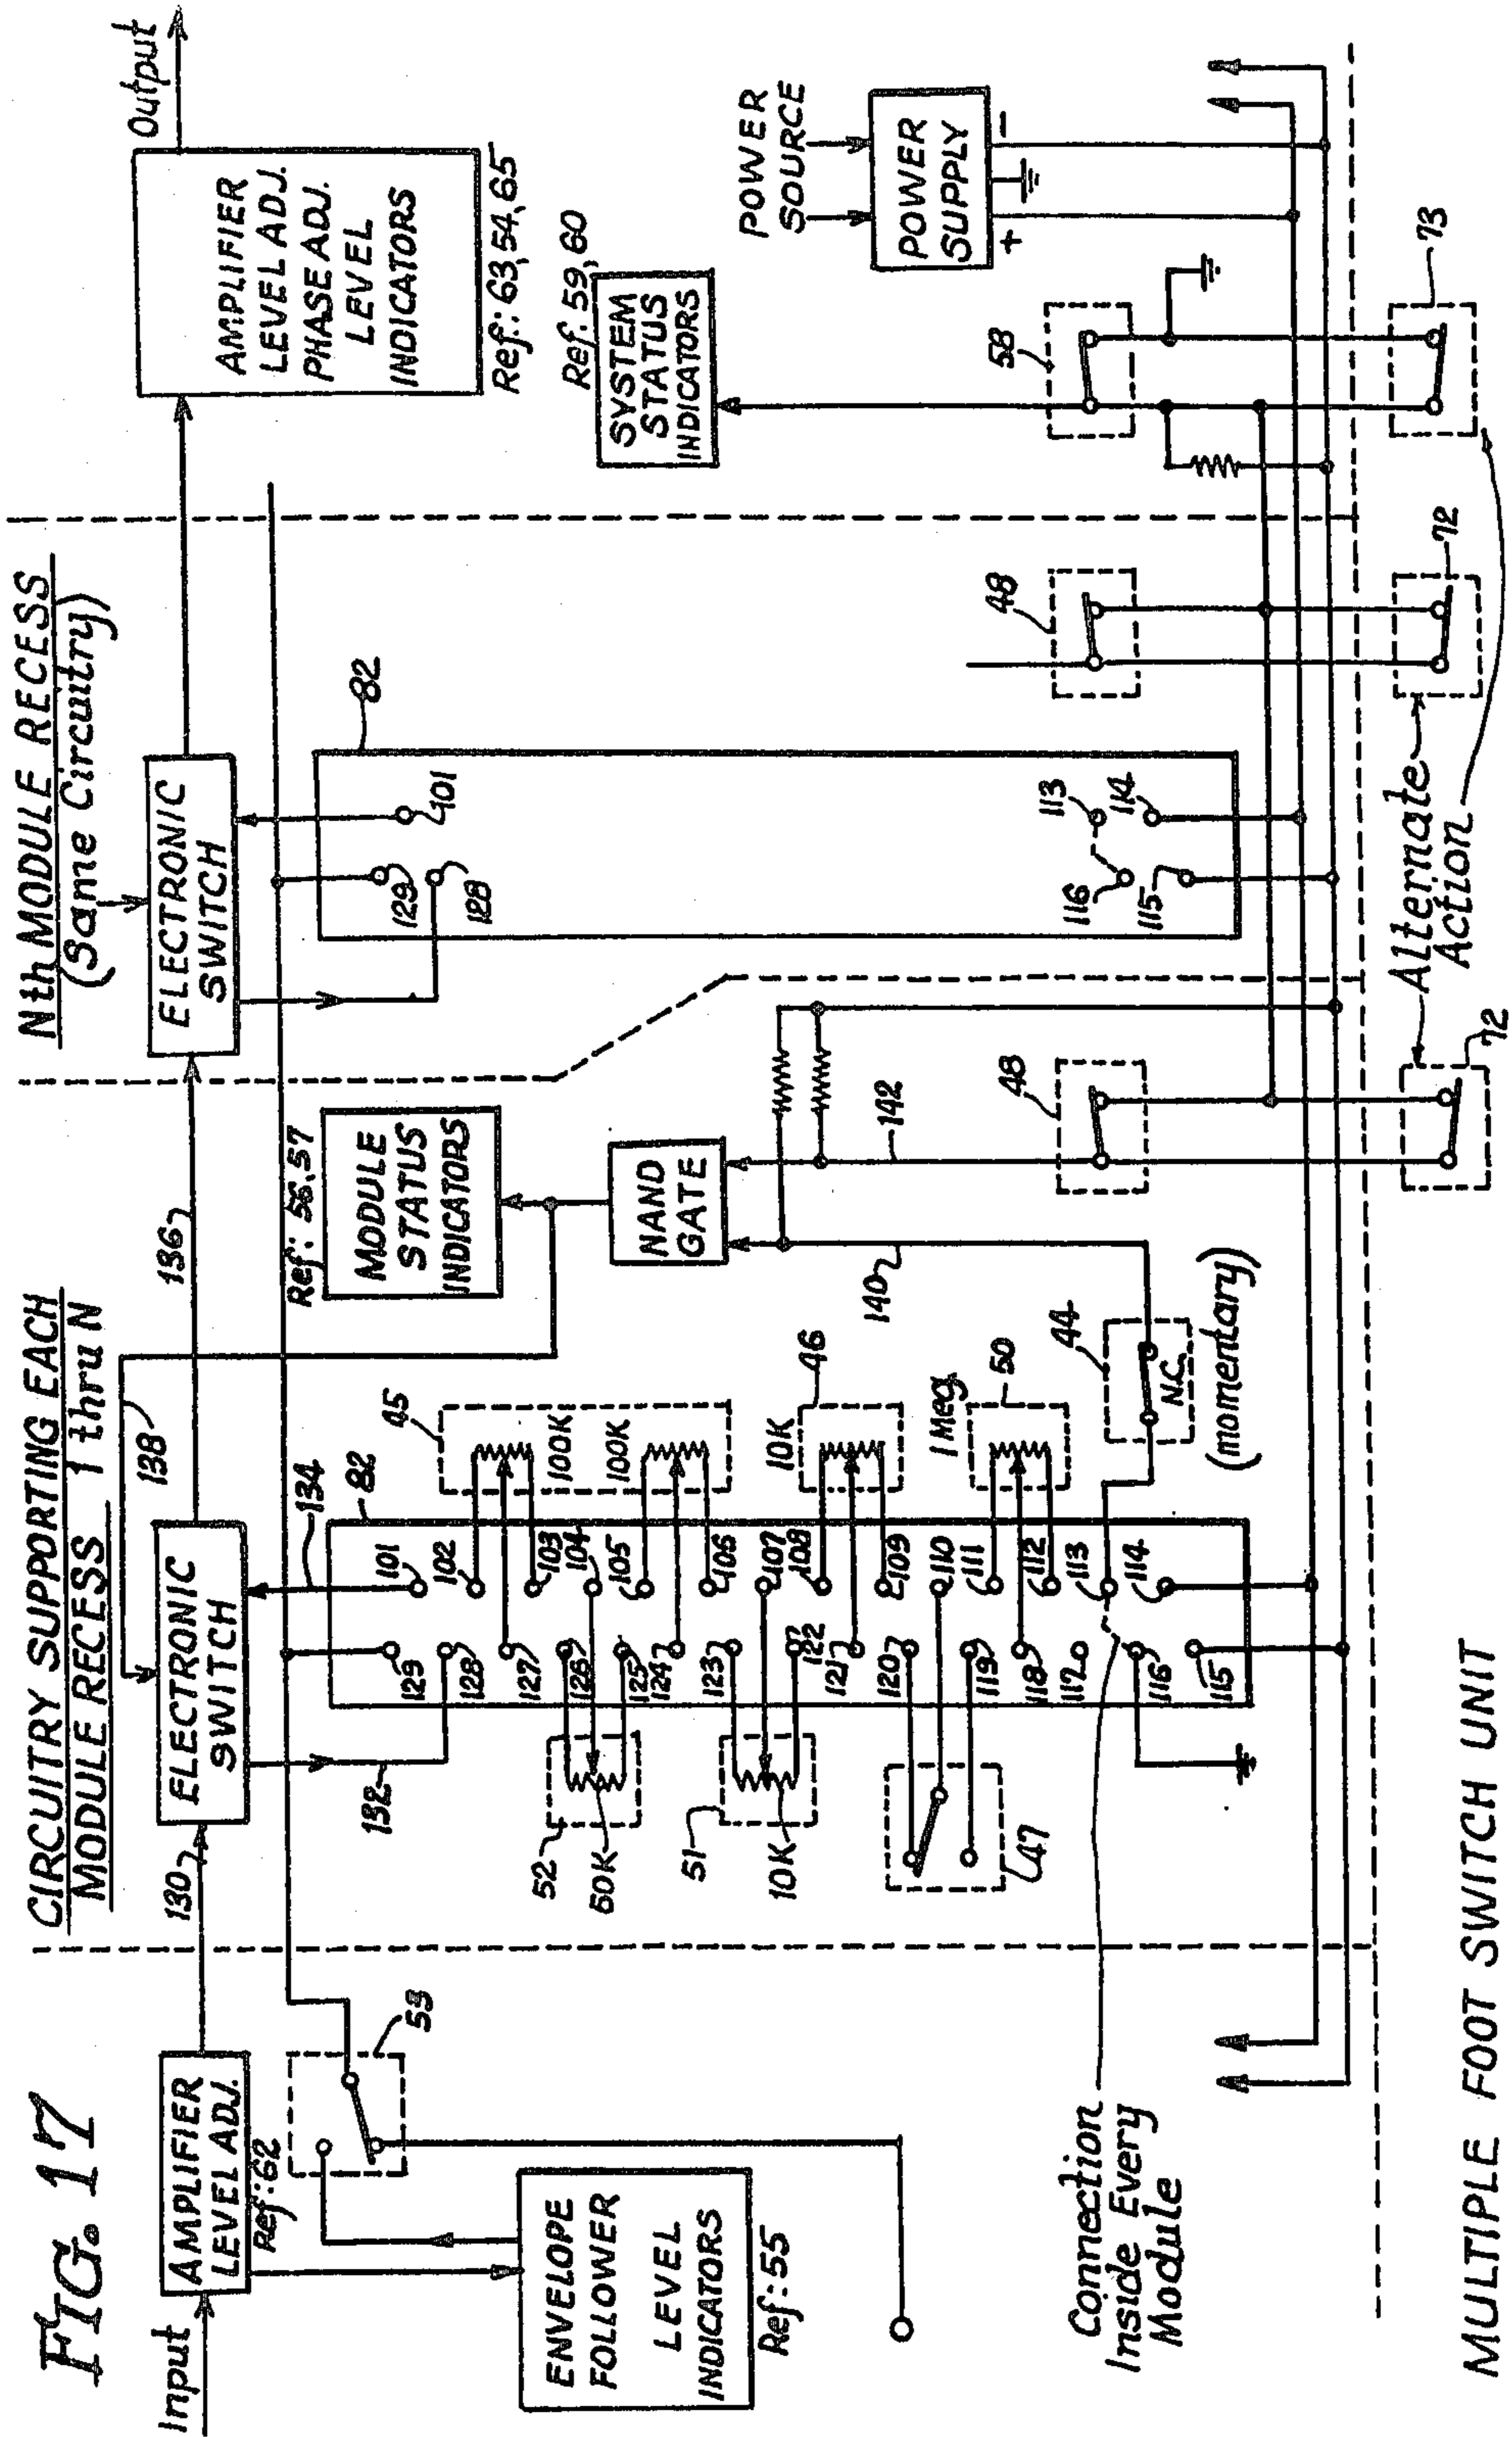 FIG. 17
Input
AMPLIFIER
LEVEL ADJ.
Ref:62
53
ENVELOPE
FOLLOWER
LEVEL
INDICATORS
Ref:55
CIRCUITRY SUPPORTING EACH
MODULE RECESS 1 thru N
130
ELECTRONIC
SWITCH
138
136
132
134
82
101
102
103
104
105
106
107
108
109
110
111
112
113
114
129
128
127
126
125
124
123
122
121
120
119
118
117
116
115
52
50K
51
10K
47
45
100K
100K
46
10K
1 Meg
50
44
N.C.
(momentary)
Connection
Inside Every
Module
Ref: 56,57
MODULE
STATUS
INDICATORS
NAND
GATE
140
142
48
72
Nth MODULE RECESS
(Same Circuitry)
ELECTRONIC
SWITCH
82
101
129
128
113
114
116
115
48
72
Alternate
Action
Output
AMPLIFIER
LEVEL ADJ.
PHASE ADJ.
LEVEL
INDICATORS
Ref.: 63,54,65
Ref. 59,60
SYSTEM
STATUS
INDICATORS
58
POWER
SOURCE
POWER
SUPPLY
+
−
73
MULTIPLE FOOT SWITCH UNIT